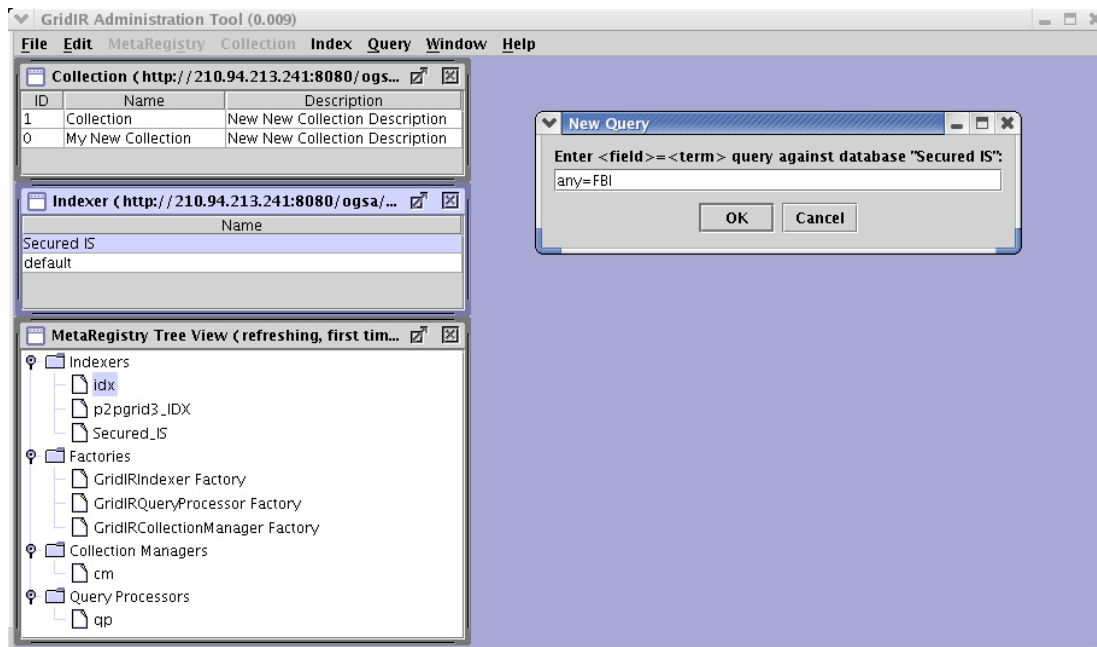 GridIR Administration Tool (0.009)
File Edit MetaRegistry Collection Index Query Window Help
Collection (http://210.94.213.241:8080/ogs...
ID Name Description
1 Collection New New Collection Description
0 My New Collection New New Collection Description
Indexer (http://210.94.213.241:8080/ogsa/...
Name
Secured IS
default
MetaRegistry Tree View (refreshing, first tim...
Indexers
idx
p2pgrid3_IDX
Secured_IS
Factories
GridIRIndexer Factory
GridIRQueryProcessor Factory
GridIRCollectionManager Factory
Collection Managers
cm
Query Processors
qp
New Query
Enter <field>=<term> query against database "Secured IS":
any=FBI
OK Cancel